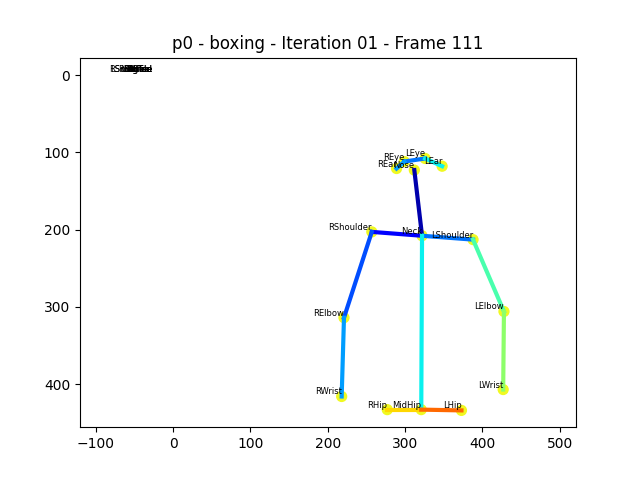 p0 - boxing - Iteration 01 - Frame 111
0
100
200
300
400
−100
0
100
200
300
400
500
LEye
REye
LEar
REar
Nose
RShoulder
Neck
LShoulder
LElbow
RElbow
LWrist
RWrist
RHip
MidHip
LHip